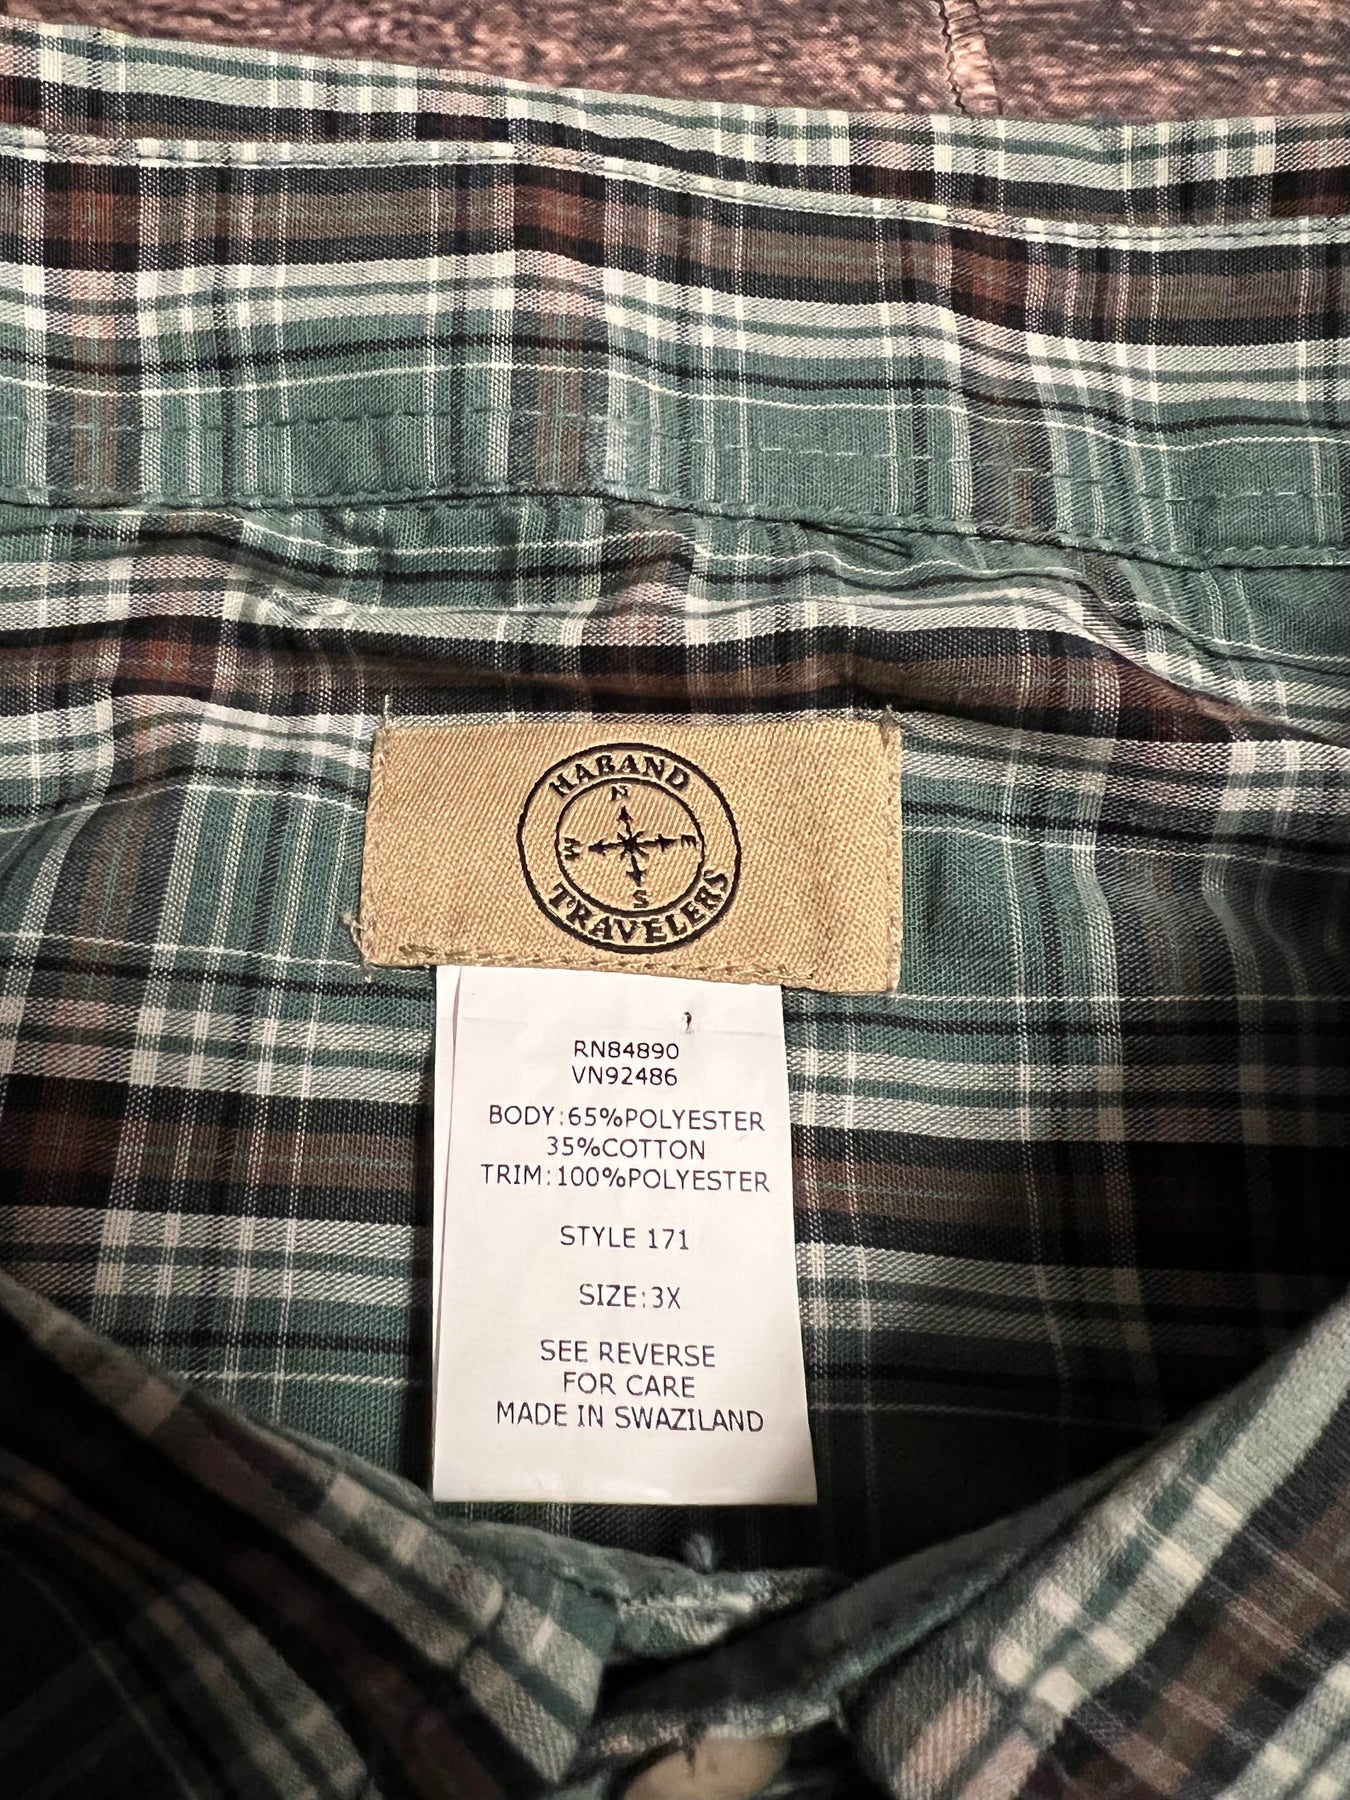 HABAND
N
W E
S
TRAVELERS
RN84890
VN92486
BODY:65%POLYESTER
35%COTTON
TRIM:100%POLYESTER
STYLE 171
SIZE:3X
SEE REVERSE
FOR CARE
MADE IN SWAZILAND